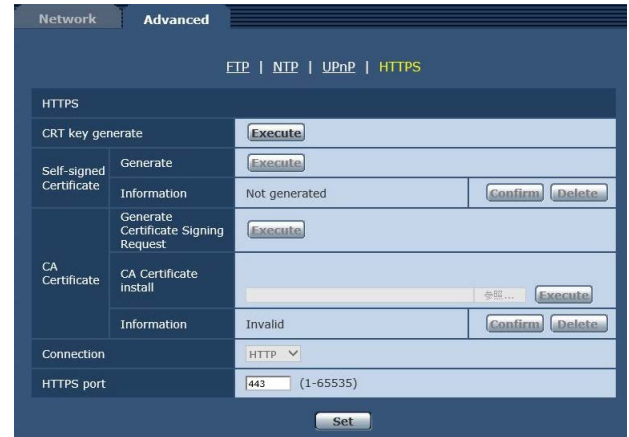 Network Advanced
FTP | NTP | UPnP | HTTPS
HTTPS
CRT key generate Execute
Self-signed Certificate
Generate Execute
Information Not generated Confirm Delete
CA Certificate
Generate Certificate Signing Request Execute
CA Certificate install 参照... Execute
Information Invalid Confirm Delete
Connection HTTP
HTTPS port 443 (1-65535)
Set